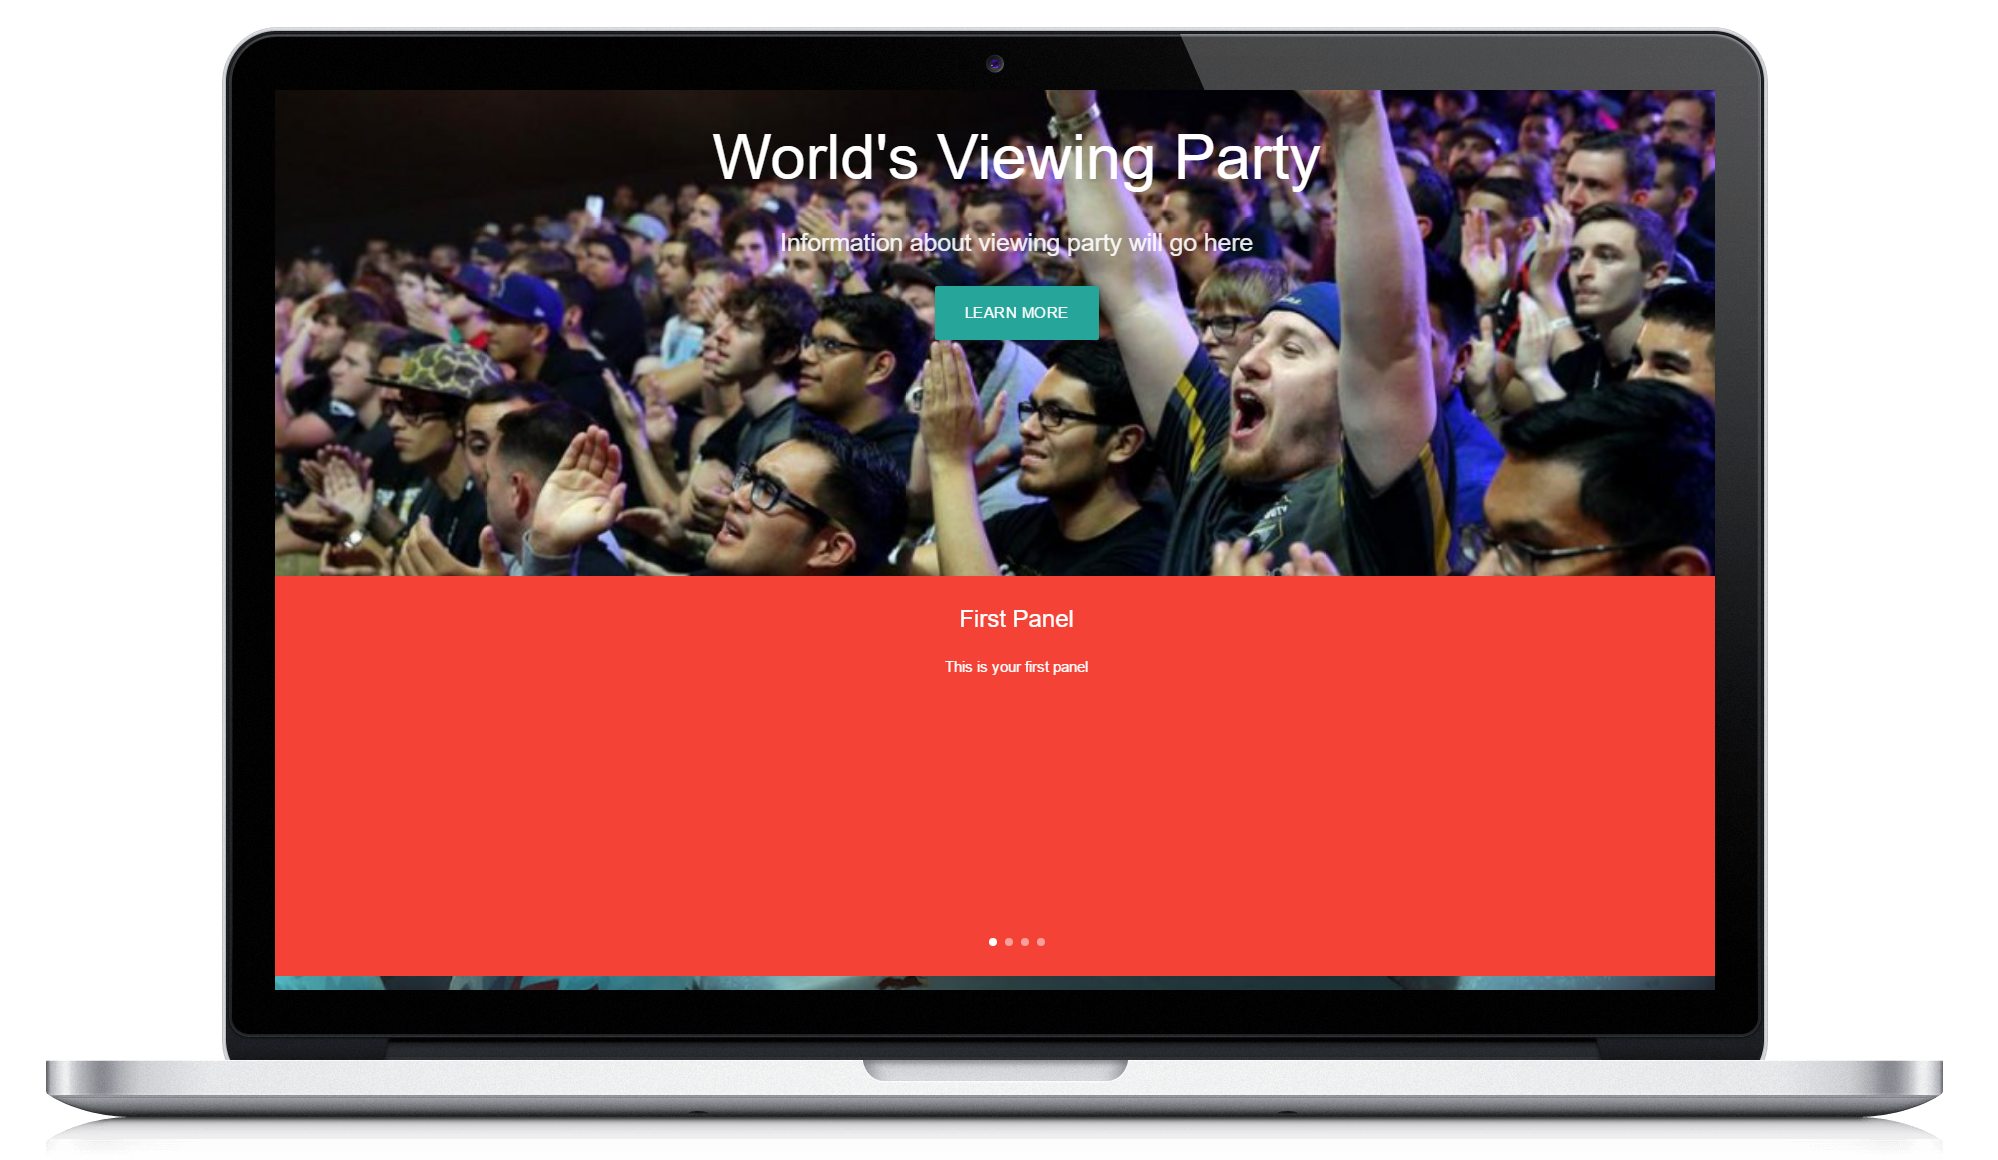 World's Viewing Party
Information about viewing party will go here
LEARN MORE
First Panel
This is your first panel